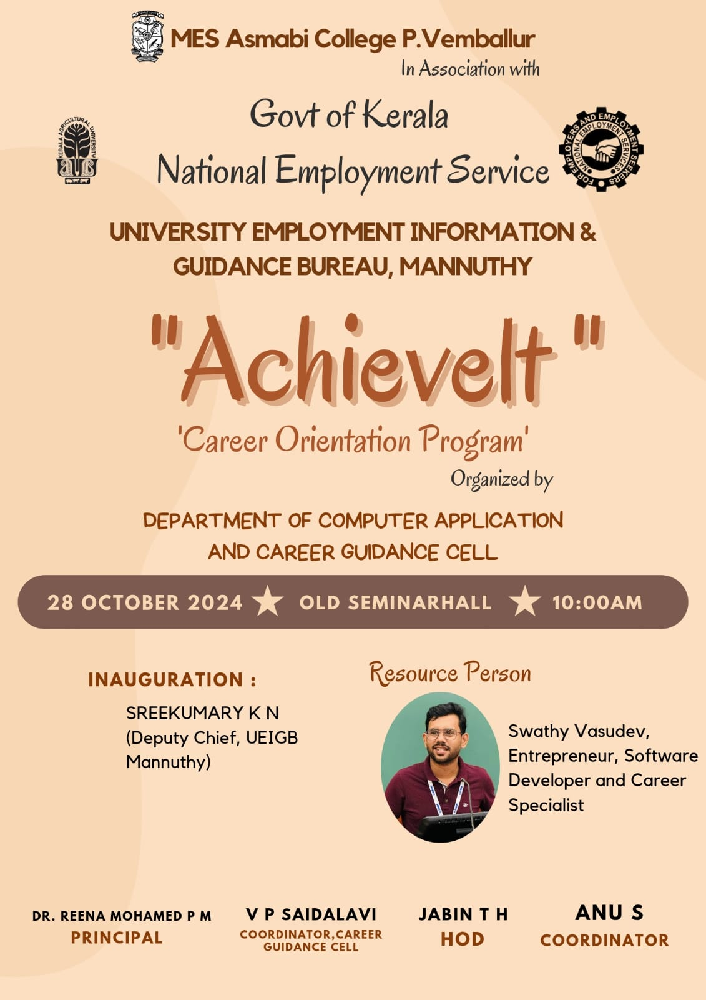 MES Asmabi College P.Vemballur
In Association with
Govt of Kerala
National Employment Service
KERALA AGRICULTURAL UNIVERSITY
FOR EMPLOYERS AND EMPLOYMENT SEEKERS
NATIONAL EMPLOYMENT SERVICES
UNIVERSITY EMPLOYMENT INFORMATION &
GUIDANCE BUREAU, MANNUTHY
"AchieveIt "
'Career Orientation Program'
Organized by
DEPARTMENT OF COMPUTER APPLICATION
AND CAREER GUIDANCE CELL
28 OCTOBER 2024 ★ OLD SEMINARHALL ★ 10:00AM
INAUGURATION :
SREEKUMARY K N
(Deputy Chief, UEIGB
Mannuthy)
Resource Person
Swathy Vasudev,
Entrepreneur, Software
Developer and Career
Specialist
DR. REENA MOHAMED P M
PRINCIPAL
V P SAIDALAVI
COORDINATOR,CAREER
GUIDANCE CELL
JABIN T H
HOD
ANU S
COORDINATOR